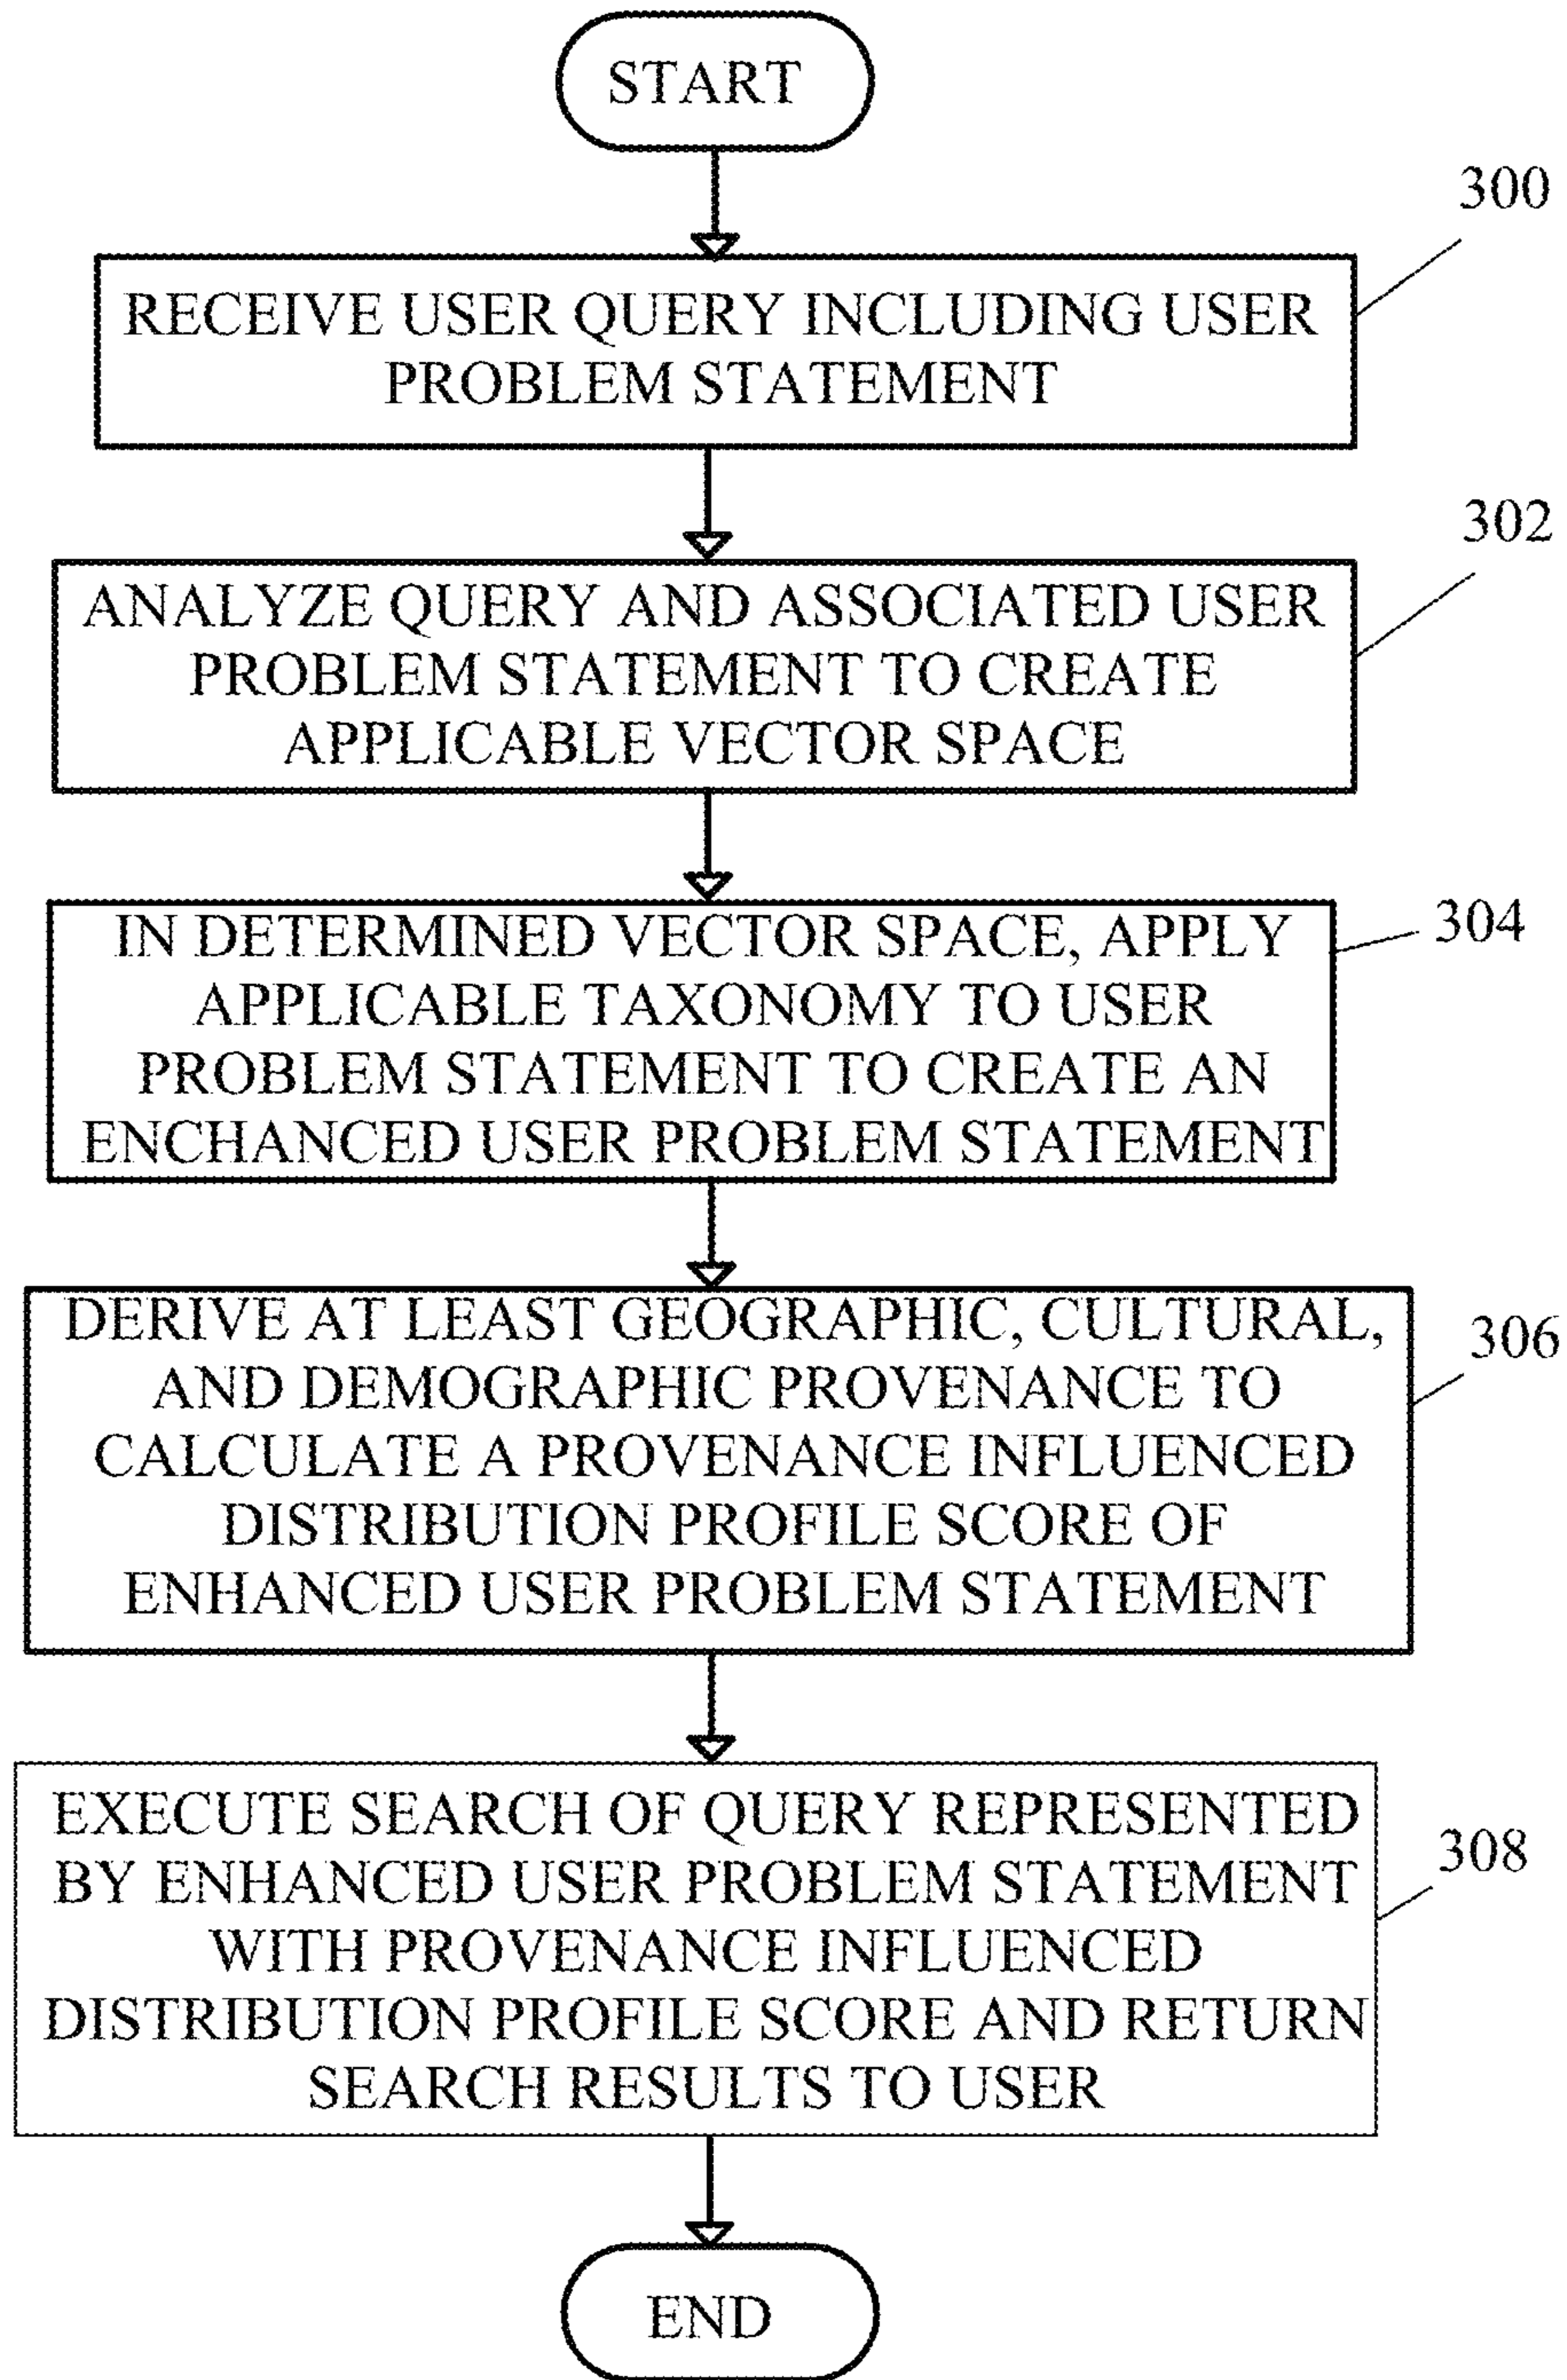 START
300
RECEIVE USER QUERY INCLUDING USER
PROBLEM STATEMENT
302
ANALYZE QUERY AND ASSOCIATED USER
PROBLEM STATEMENT TO CREATE
APPLICABLE VECTOR SPACE
304
IN DETERMINED VECTOR SPACE, APPLY
APPLICABLE TAXONOMY TO USER
PROBLEM STATEMENT TO CREATE AN
ENCHANCED USER PROBLEM STATEMENT
306
DERIVE AT LEAST GEOGRAPHIC, CULTURAL,
AND DEMOGRAPHIC PROVENANCE TO
CALCULATE A PROVENANCE INFLUENCED
DISTRIBUTION PROFILE SCORE OF
ENHANCED USER PROBLEM STATEMENT
308
EXECUTE SEARCH OF QUERY REPRESENTED
BY ENHANCED USER PROBLEM STATEMENT
WITH PROVENANCE INFLUENCED
DISTRIBUTION PROFILE SCORE AND RETURN
SEARCH RESULTS TO USER
END